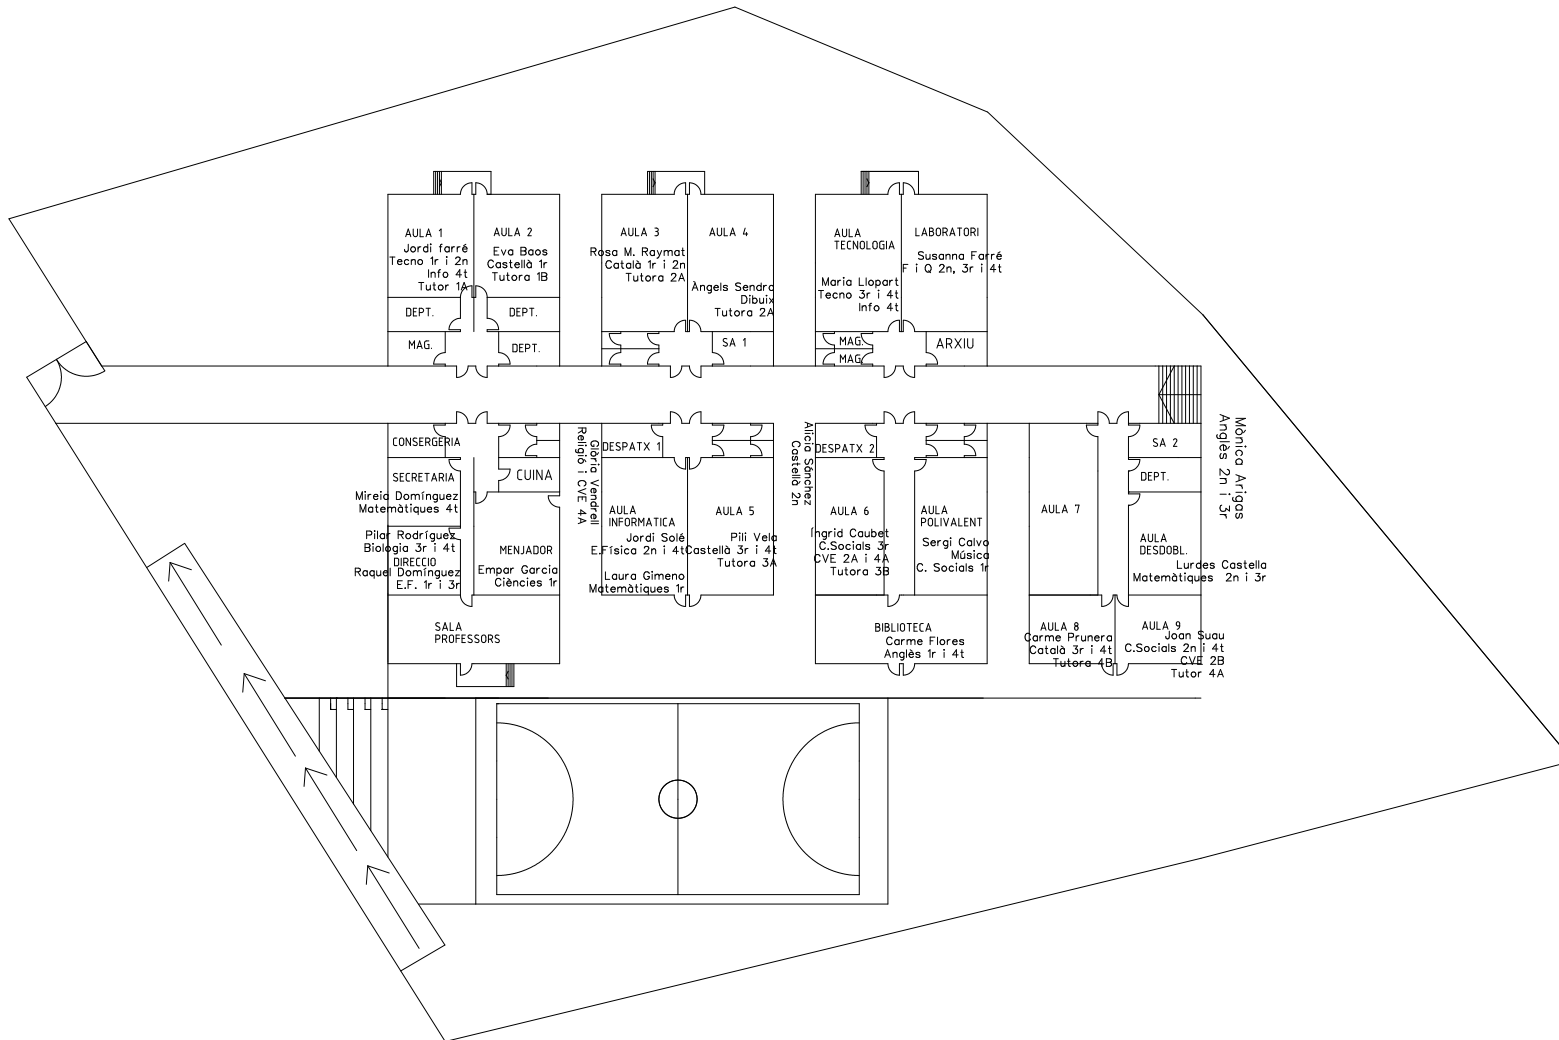 AULA 1
Jordi farré
Tecno 1r i 2n
Info 4t
Tutor 1A
AULA 2
Eva Baos
Castellà 1r
Tutora 1B
DEPT.
DEPT.
MAG.
DEPT.
AULA 3
Rosa M. Raymat
Català 1r i 2n
Tutora 2A
AULA 4
Àngels Sendra
Dibuix
Tutora 2A
SA 1
AULA
TECNOLOGIA
Maria Llopart
Tecno 3r i 4t
Info 4t
LABORATORI
Susanna Farré
F i Q 2n, 3r i 4t
MAG.
MAG.
ARXIU
CONSERGERIA
SECRETARIA
Mireia Domínguez
Matemàtiques 4t
Pilar Rodríguez
Biologia 3r i 4t
DIRECCIO
Raquel Domínguez
E.F. 1r i 3r
CUINA
MENJADOR
Empar Garcia
Ciències 1r
SALA
PROFESSORS
Glòria Vendrell
Religió i CVE 4A
DESPATX 1
AULA
INFORMATICA
Jordi Solé
E.Física 2n i 4t
Laura Gimeno
Matemàtiques 1r
AULA 5
Pili Vela
Castellà 3r i 4t
Tutora 3A
Alicia Sánchez
Castellà 2n
DESPATX 2
AULA 6
Íngrid Caubet
C.Socials 3r
CVE 2A i 4A
Tutora 3B
AULA
POLIVALENT
Sergi Calvo
Música
C. Socials 1r
BIBLIOTECA
Carme Flores
Anglès 1r i 4t
AULA 7
SA 2
DEPT.
AULA
DESDOBL.
Lurdes Castella
Matemàtiques 2n i 3r
AULA 8
Carme Prunera
Català 3r i 4t
Tutora 4B
AULA 9
Joan Suau
C.Socials 2n i 4t
CVE 2B
Tutor 4A
Mònica Arigas
Anglès 2n i 3r